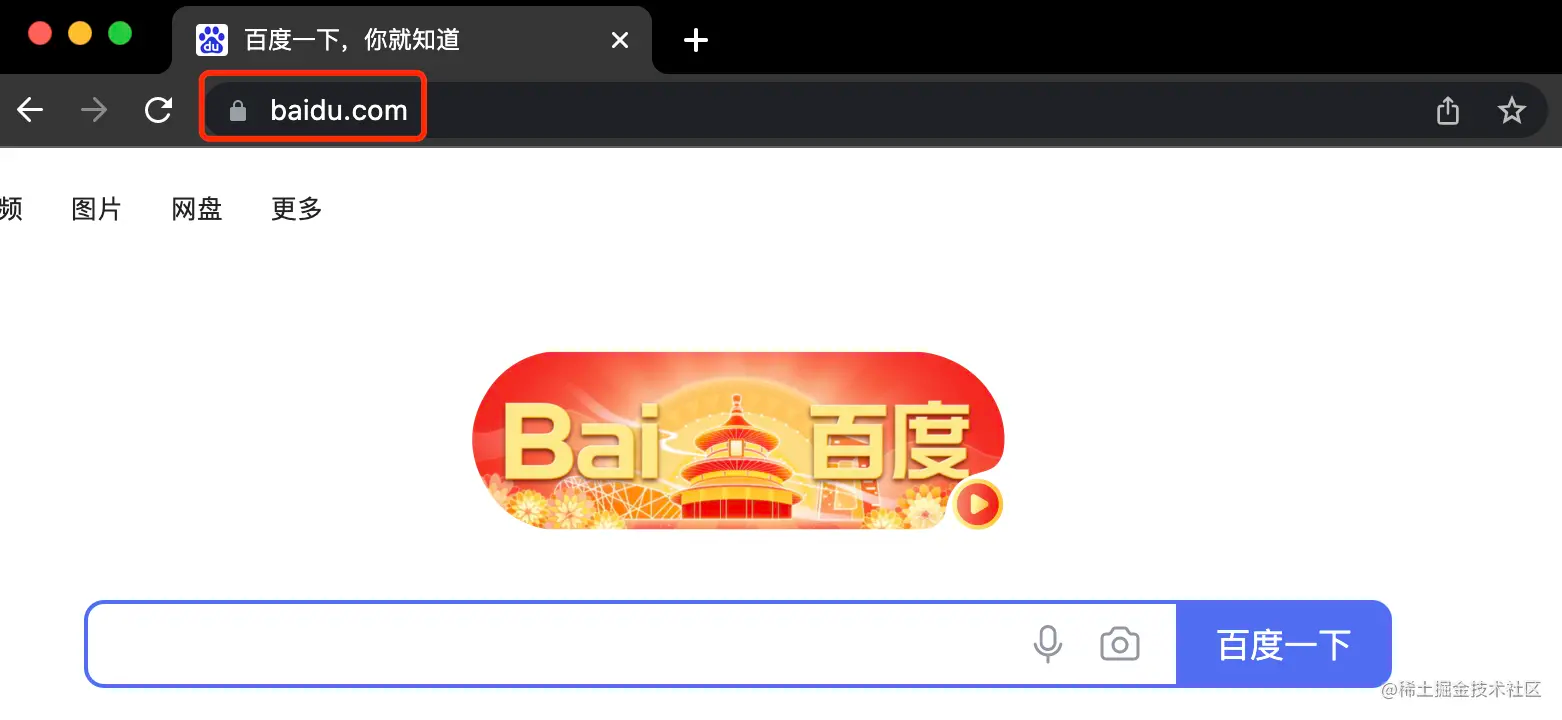 百度一下，你就知道
baidu.com
频 图片 网盘 更多
Bai 百度
百度一下
@稀土掘金技术社区